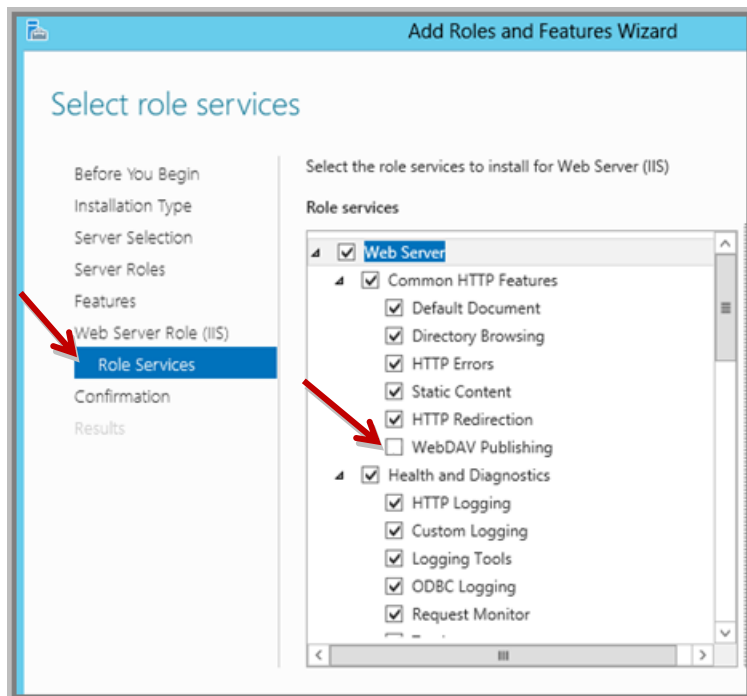 Add Roles and Features Wizard
Select role services
Before You Begin
Installation Type
Server Selection
Server Roles
Features
Web Server Role (IIS)
Role Services
Confirmation
Results
Select the role services to install for Web Server (IIS)
Role services
Web Server
Common HTTP Features
Default Document
Directory Browsing
HTTP Errors
Static Content
HTTP Redirection
WebDAV Publishing
Health and Diagnostics
HTTP Logging
Custom Logging
Logging Tools
ODBC Logging
Request Monitor